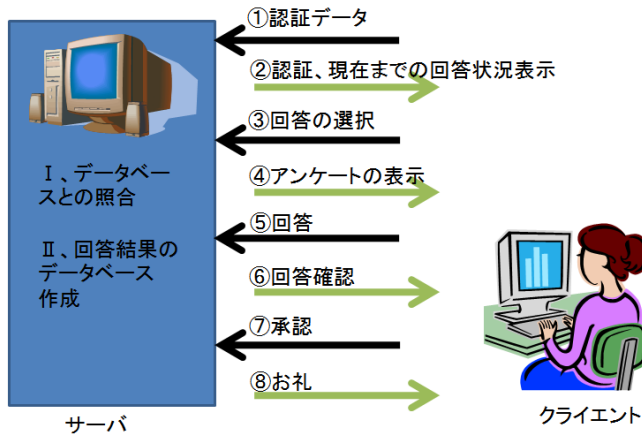 ①認証データ
②認証、現在までの回答状況表示
③回答の選択
④アンケートの表示
⑤回答
⑥回答確認
⑦承認
⑧お礼
Ⅰ、データベー
スとの照合
Ⅱ、回答結果の
データベース
作成
サーバ
クライエント